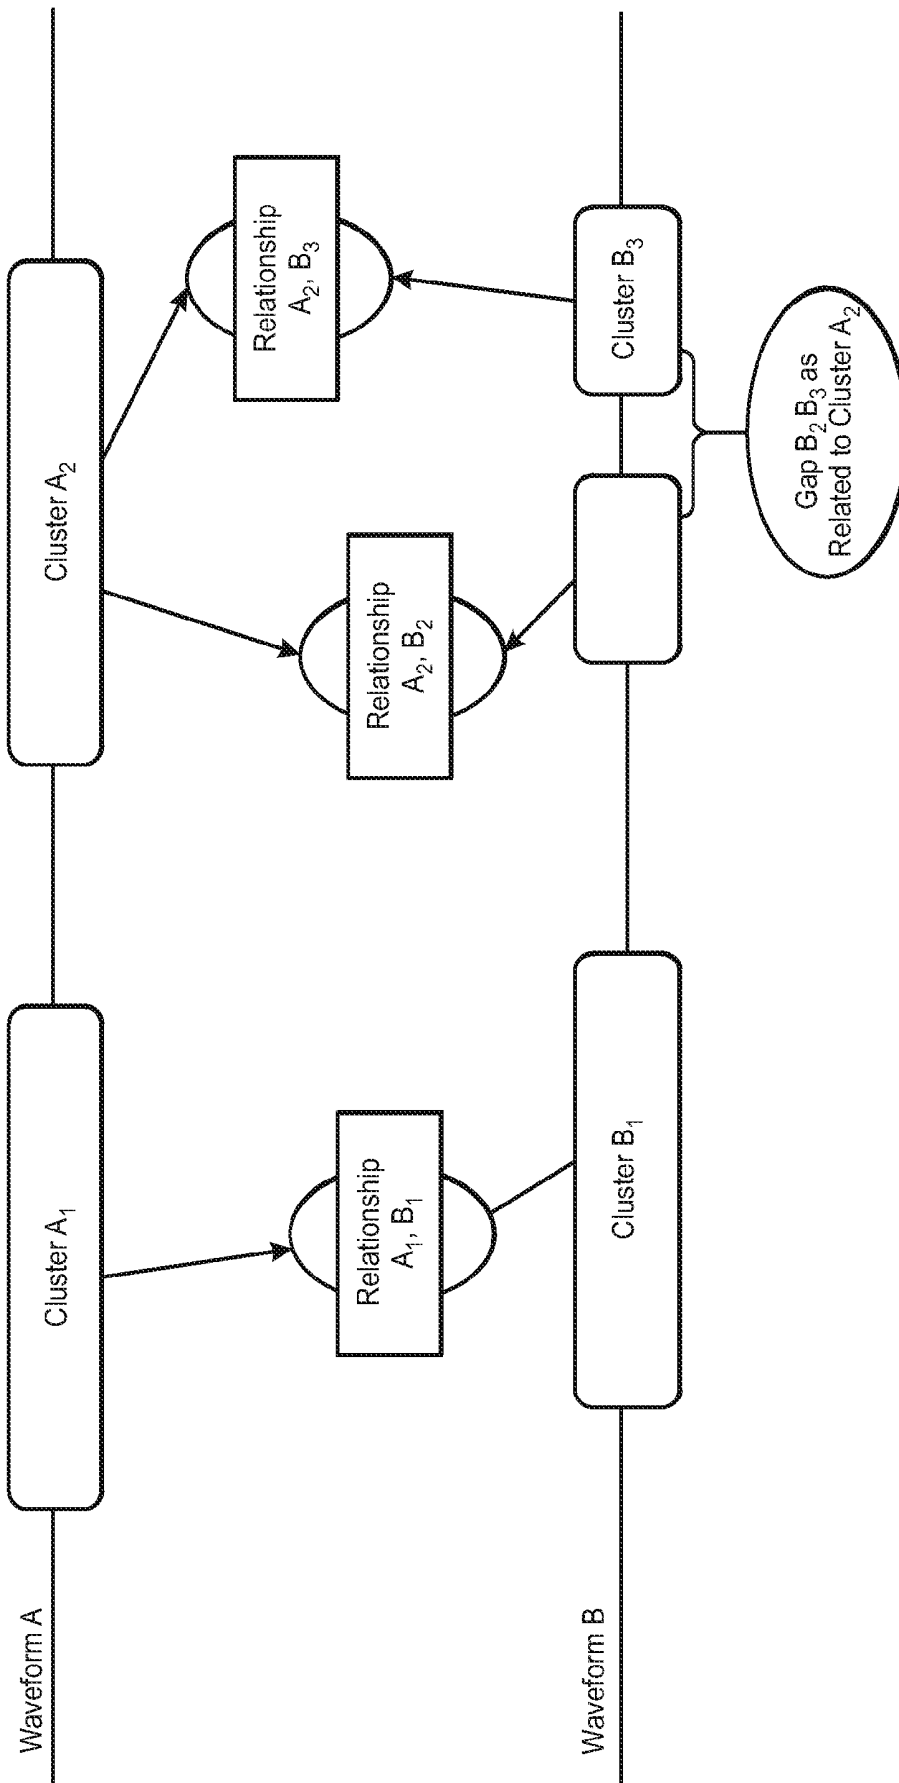 Waveform A
Cluster A₁
Cluster A₂
Relationship
A₁, B₁
Relationship
A₂, B₂
Relationship
A₂, B₃
Waveform B
Cluster B₁
Cluster B₃
Gap B₂ B₃ as
Related to Cluster A₂